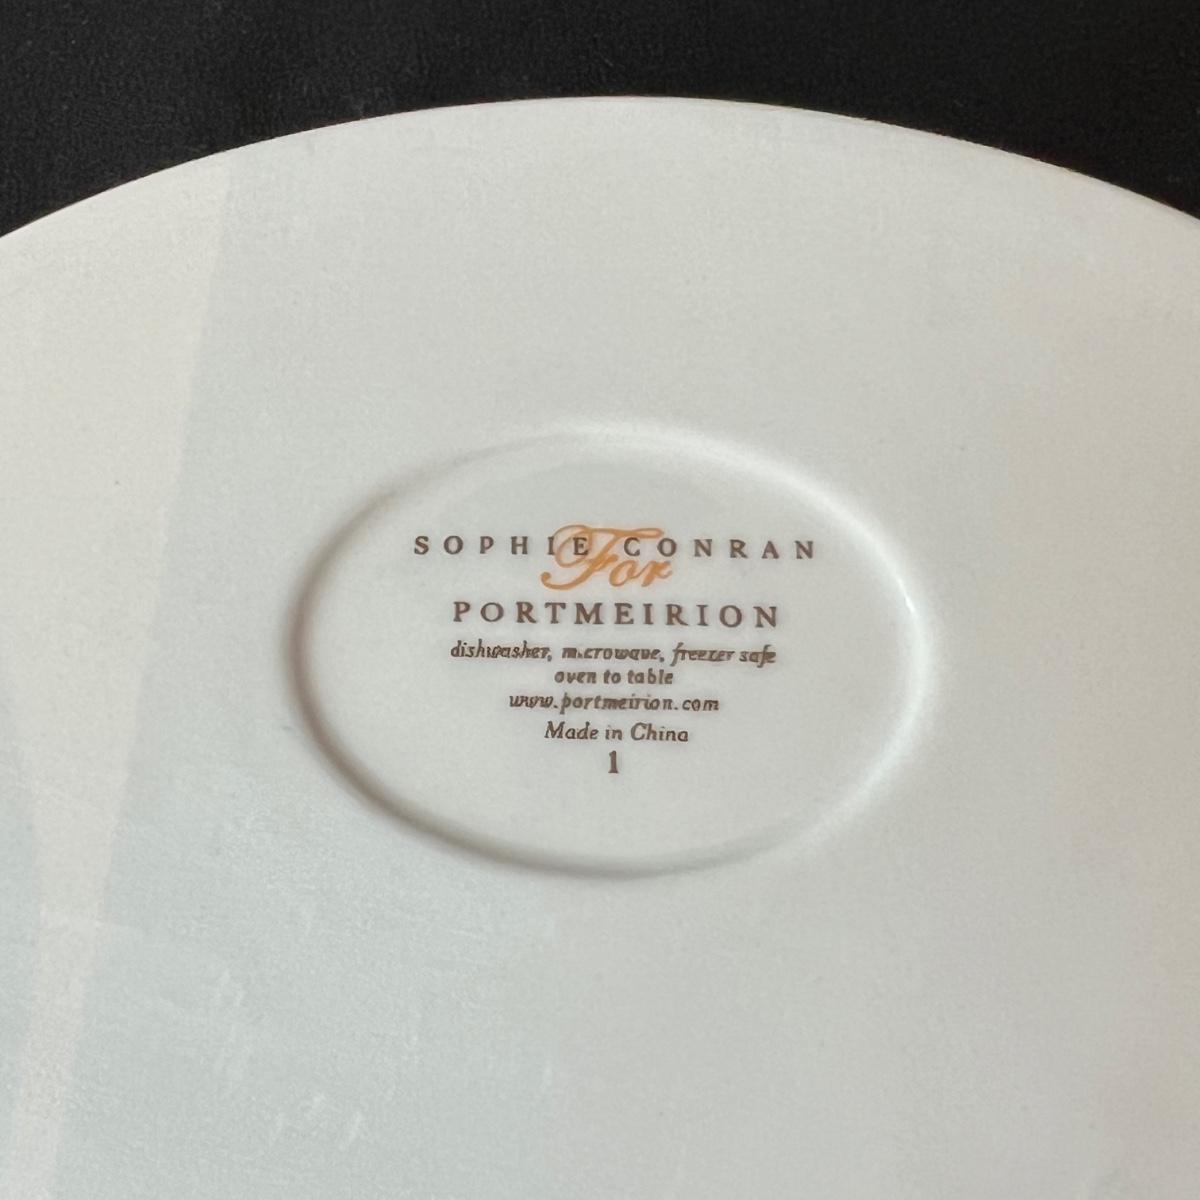 SOPHIE CONRAN
For
PORTMEIRION
dishwasher, microwave, freezer safe
oven to table
www.portmeirion.com
Made in China
1